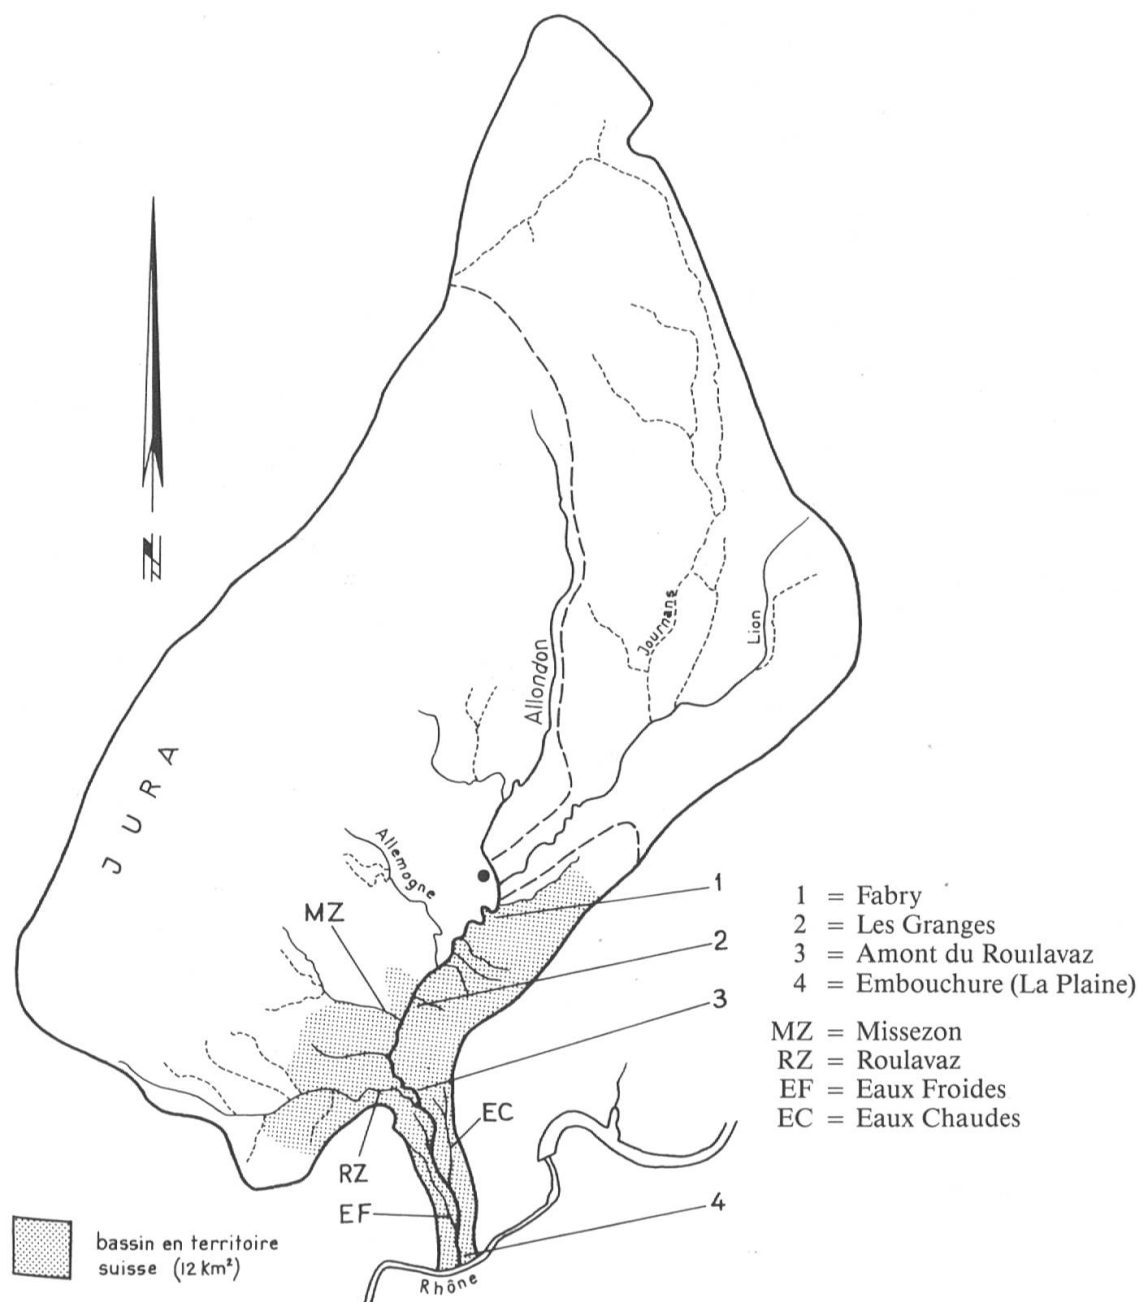 N
JURA
Allondon
Journans
Lion
Allemogne
MZ
1
2
3
EC
RZ
EF
4
Rhône
1 = Fabry
2 = Les Granges
3 = Amont du Roulavaz
4 = Embouchure (La Plaine)
MZ = Missezon
RZ = Roulavaz
EF = Eaux Froides
EC = Eaux Chaudes
bassin en territoire
suisse (12 km²)